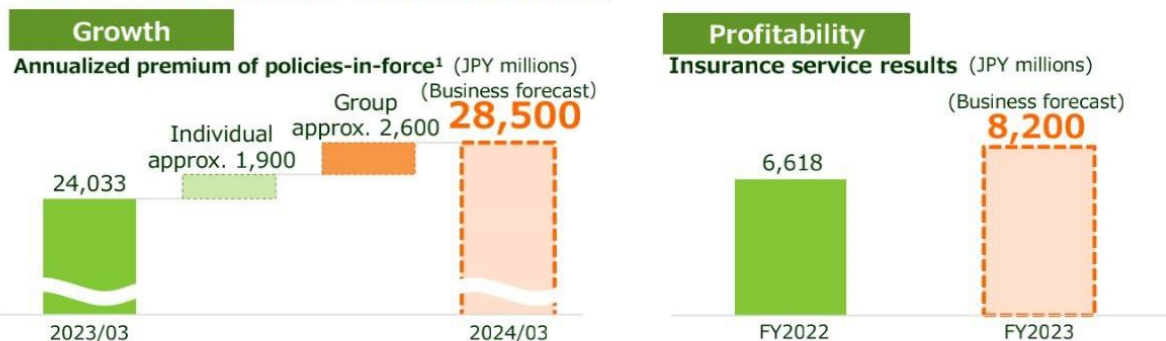 Growth
Annualized premium of policies-in-force¹ (JPY millions)
(Business forecast)
28,500
Group
approx. 2,600
Individual
approx. 1,900
24,033
2023/03
2024/03
Profitability
Insurance service results (JPY millions)
(Business forecast)
8,200
6,618
FY2022
FY2023